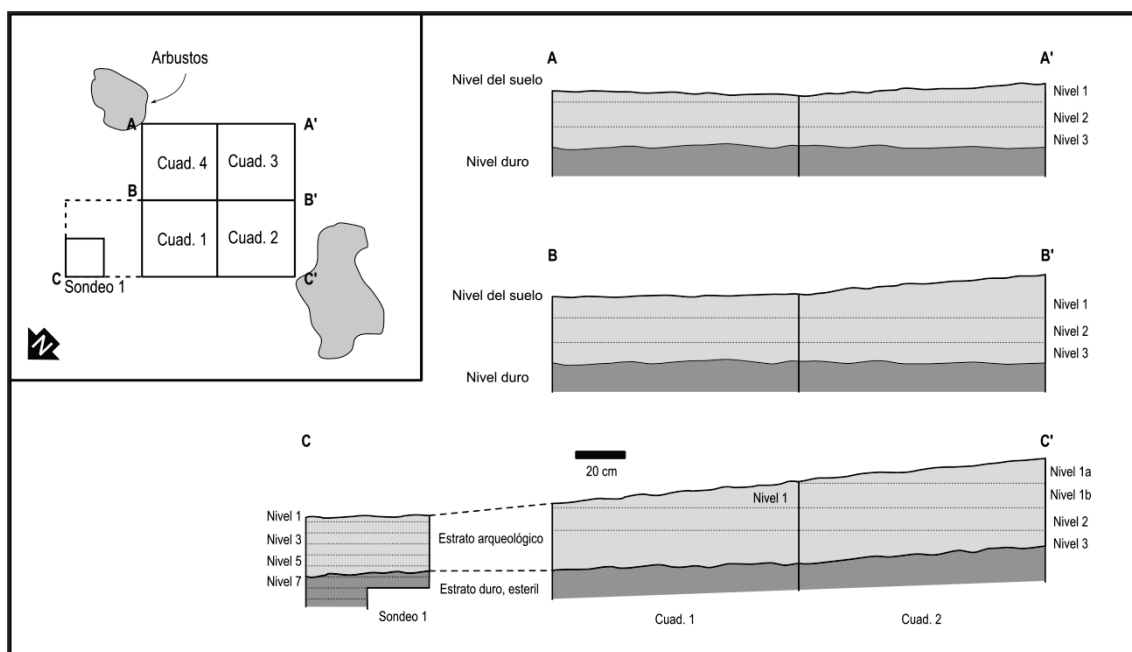 Arbustos
A
A'
Cuad. 4
Cuad. 3
B
B'
Cuad. 1
Cuad. 2
C
C'
Sondeo 1
N
A
A'
Nivel del suelo
Nivel 1
Nivel 2
Nivel 3
Nivel duro
B
B'
Nivel del suelo
Nivel 1
Nivel 2
Nivel 3
Nivel duro
C
C'
20 cm
Nivel 1a
Nivel 1
Nivel 1b
Nivel 1
Nivel 3
Estrato arqueológico
Nivel 2
Nivel 3
Nivel 5
Nivel 7
Estrato duro, esteril
Sondeo 1
Cuad. 1
Cuad. 2